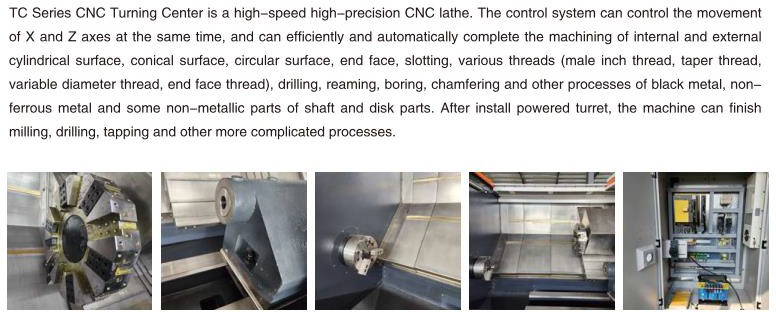 TC Series CNC Turning Center is a high-speed high-precision CNC lathe. The control system can control the movement
of X and Z axes at the same time, and can efficiently and automatically complete the machining of internal and external
cylindrical surface, conical surface, circular surface, end face, slotting, various threads (male inch thread, taper thread,
variable diameter thread, end face thread), drilling, reaming, boring, chamfering and other processes of black metal, non-
ferrous metal and some non-metallic parts of shaft and disk parts. After install powered turret, the machine can finish
milling, drilling, tapping and other more complicated processes.